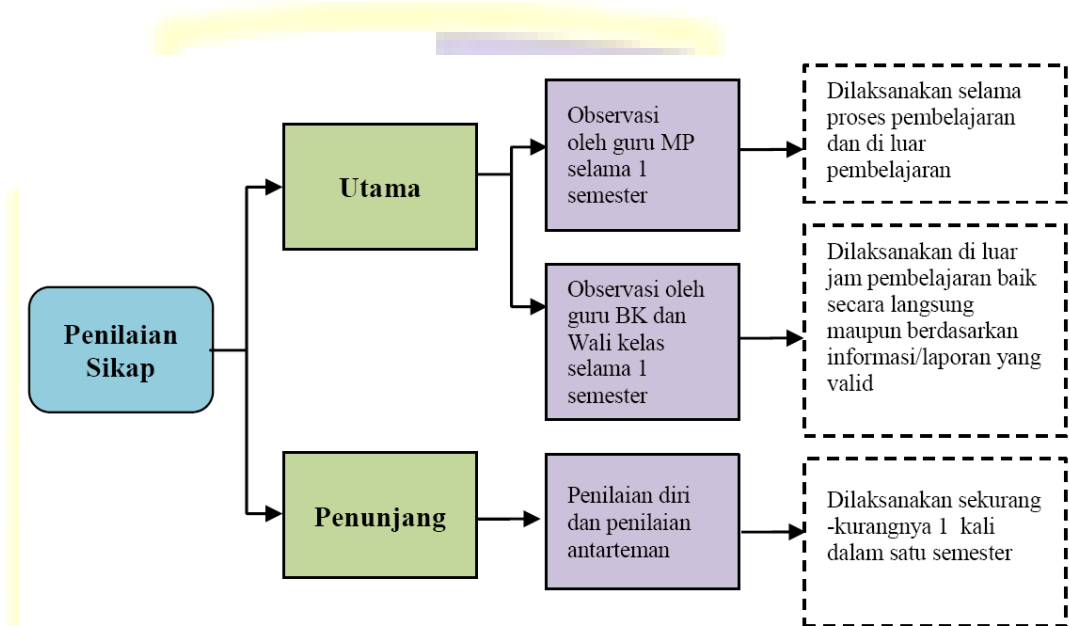 Penilaian
Sikap
Utama
Observasi
oleh guru MP
selama 1
semester
Dilaksanakan selama
proses pembelajaran
dan di luar
pembelajaran
Observasi oleh
guru BK dan
Wali kelas
selama 1
semester
Dilaksanakan di luar
jam pembelajaran baik
secara langsung
maupun berdasarkan
informasi/laporan yang
valid
Penunjang
Penilaian diri
dan penilaian
antarteman
Dilaksanakan sekurang
-kurangnya 1 kali
dalam satu semester